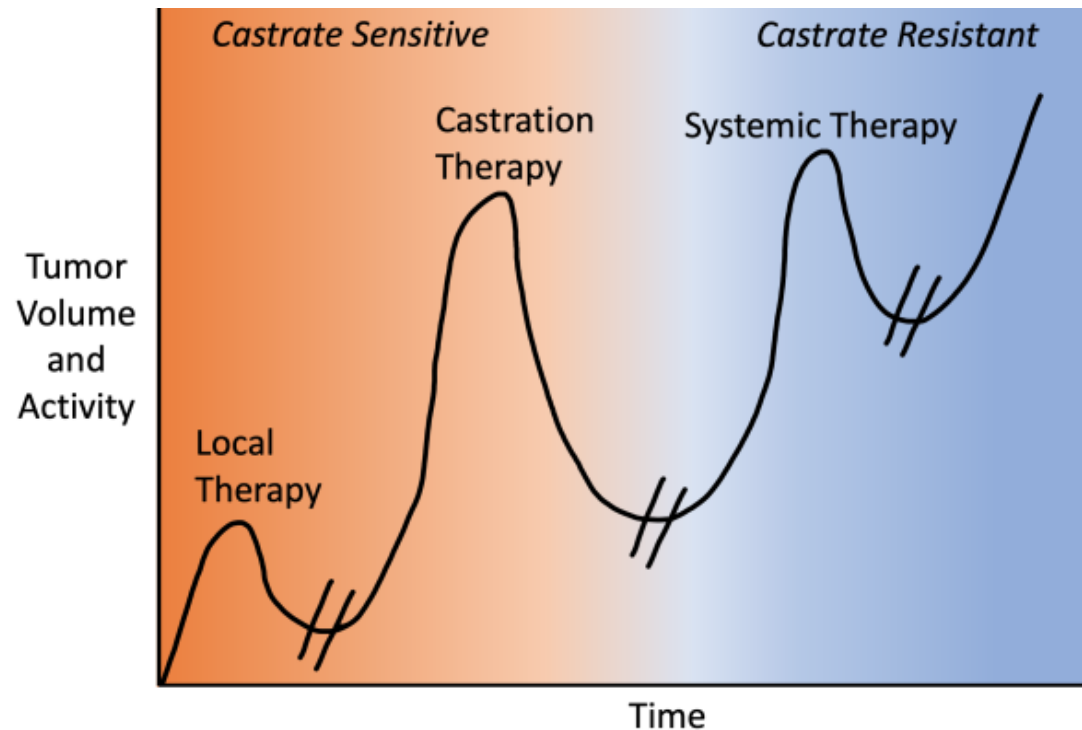 Castrate Sensitive
Castrate Resistant
Castration
Therapy
Systemic Therapy
Tumor
Volume
and
Activity
Local
Therapy
Time